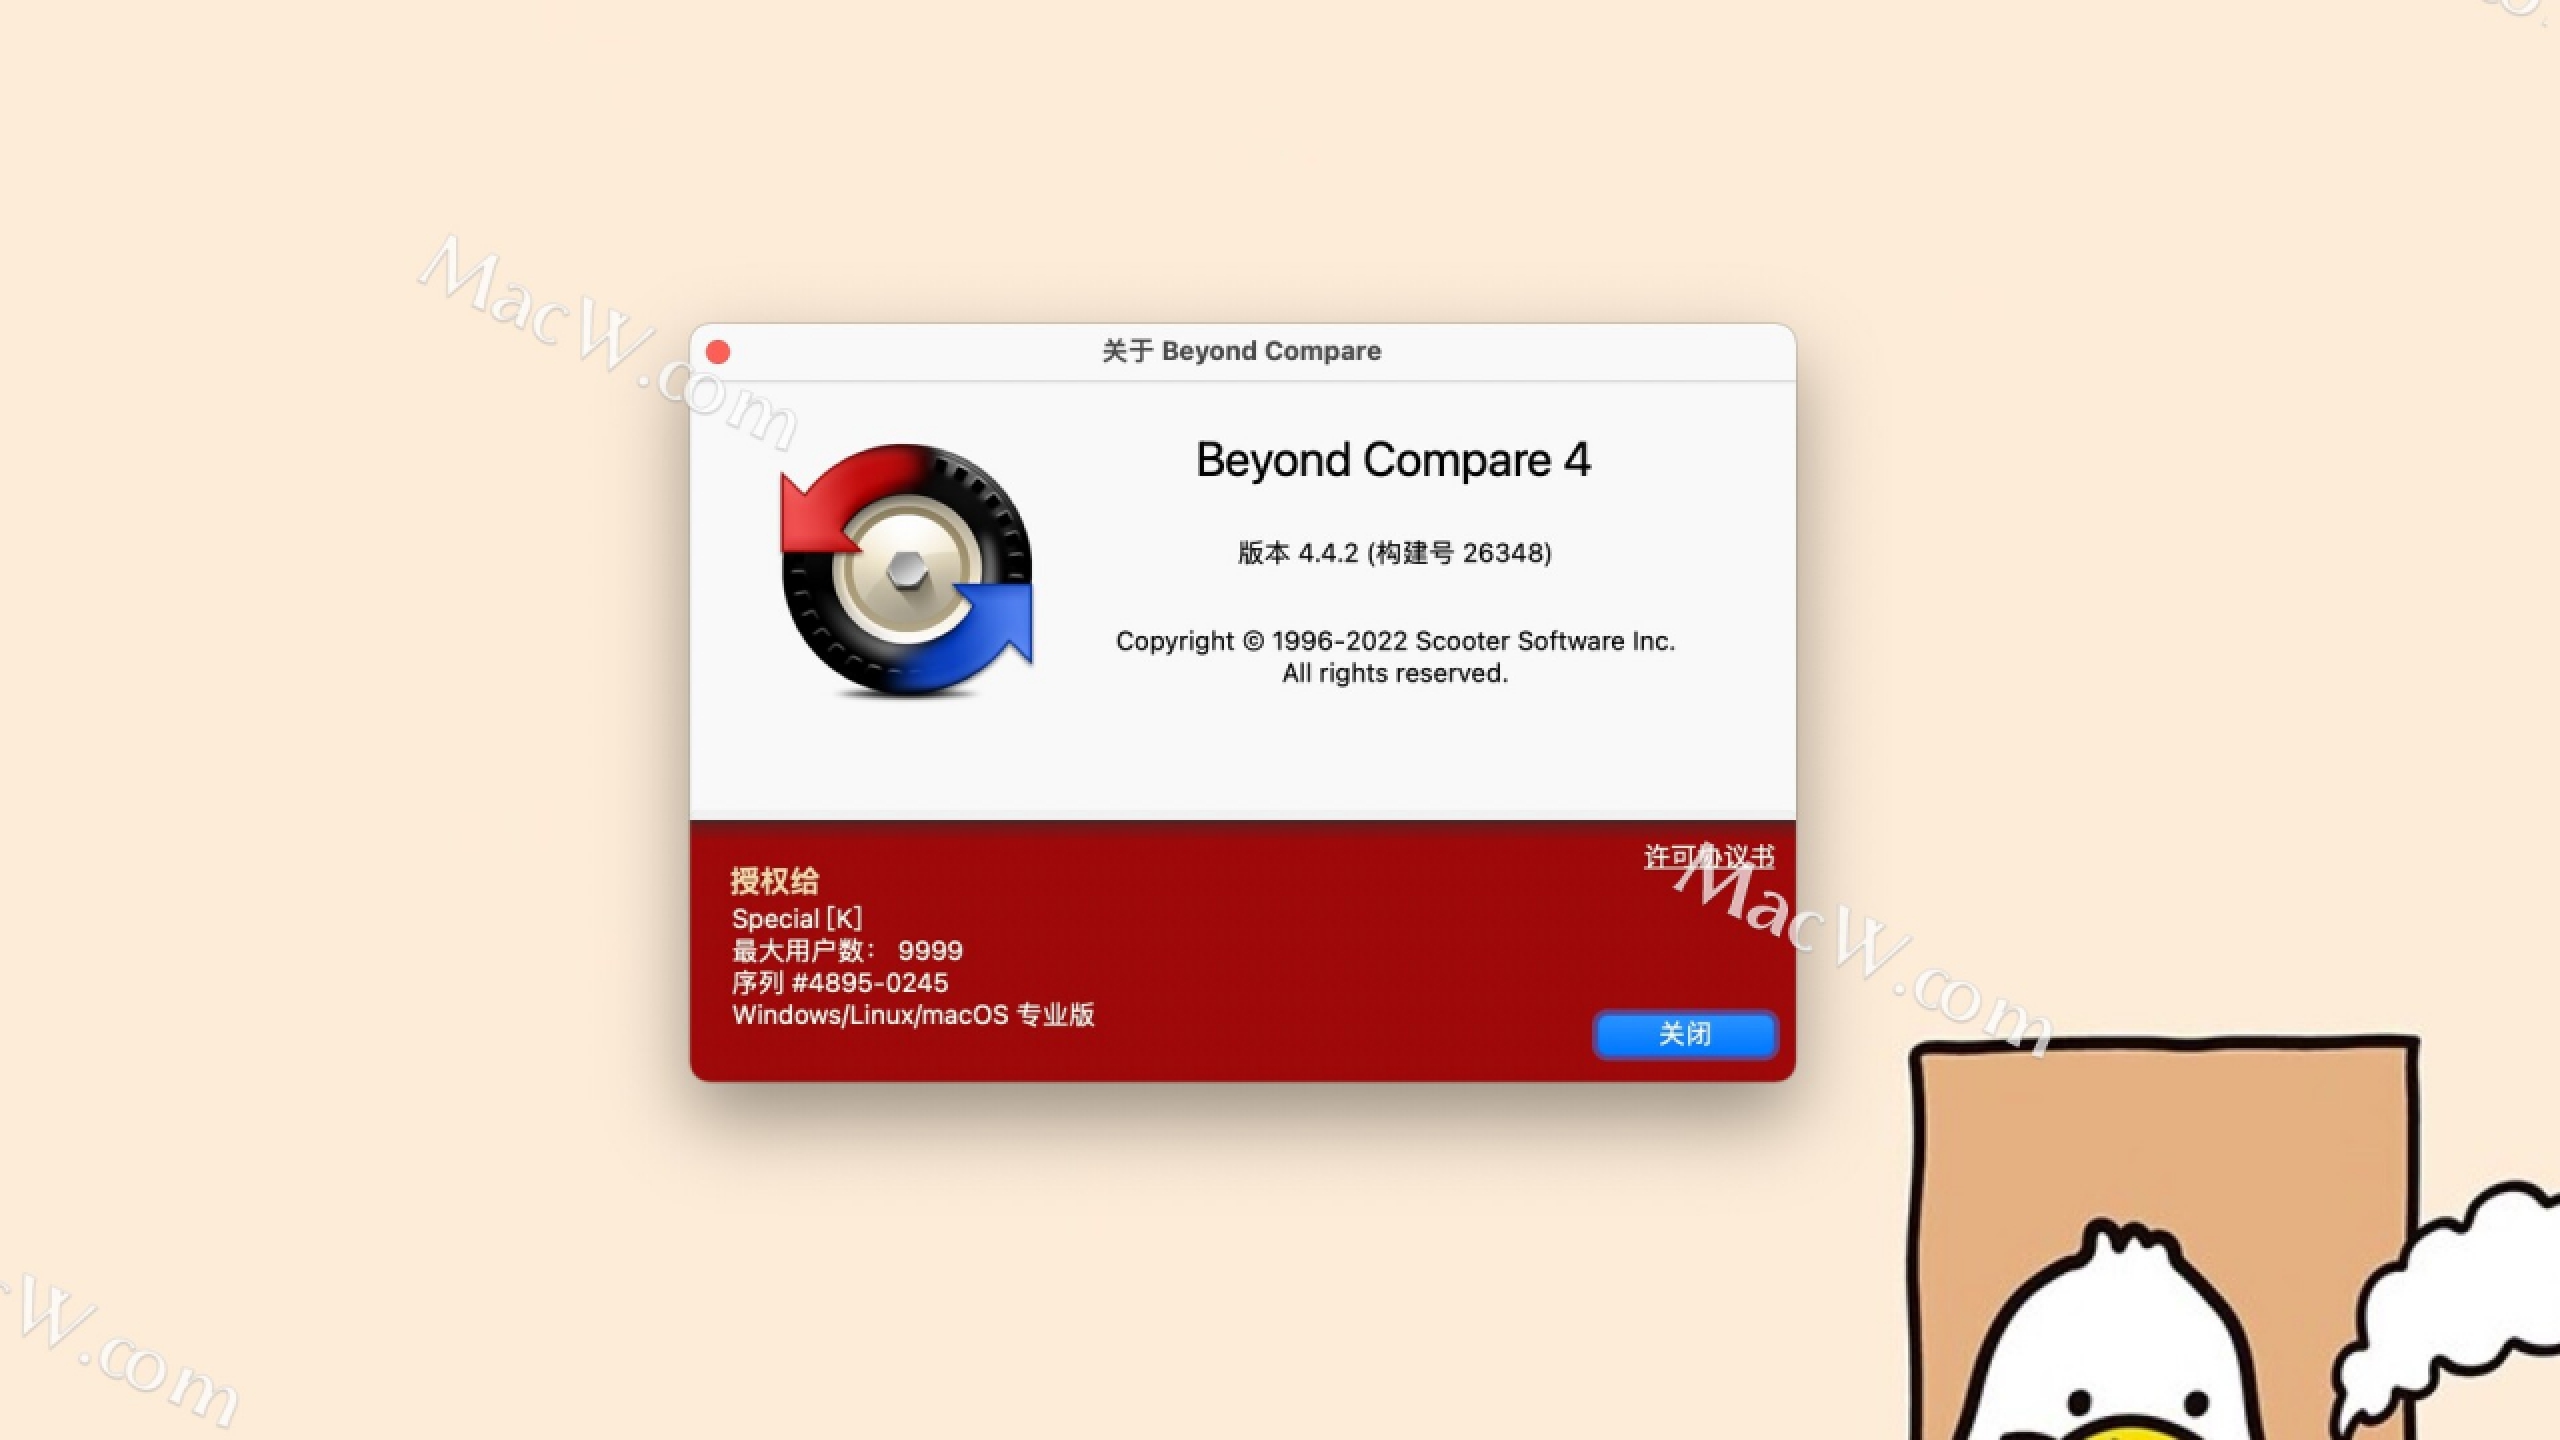 MacW.com
关于 Beyond Compare
Beyond Compare 4
版本 4.4.2 (构建号 26348)
Copyright © 1996-2022 Scooter Software Inc.
All rights reserved.
许可协议书
授权给
Special [K]
最大用户数： 9999
序列 #4895-0245
Windows/Linux/macOS 专业版
MacW.com
关闭
cW.com